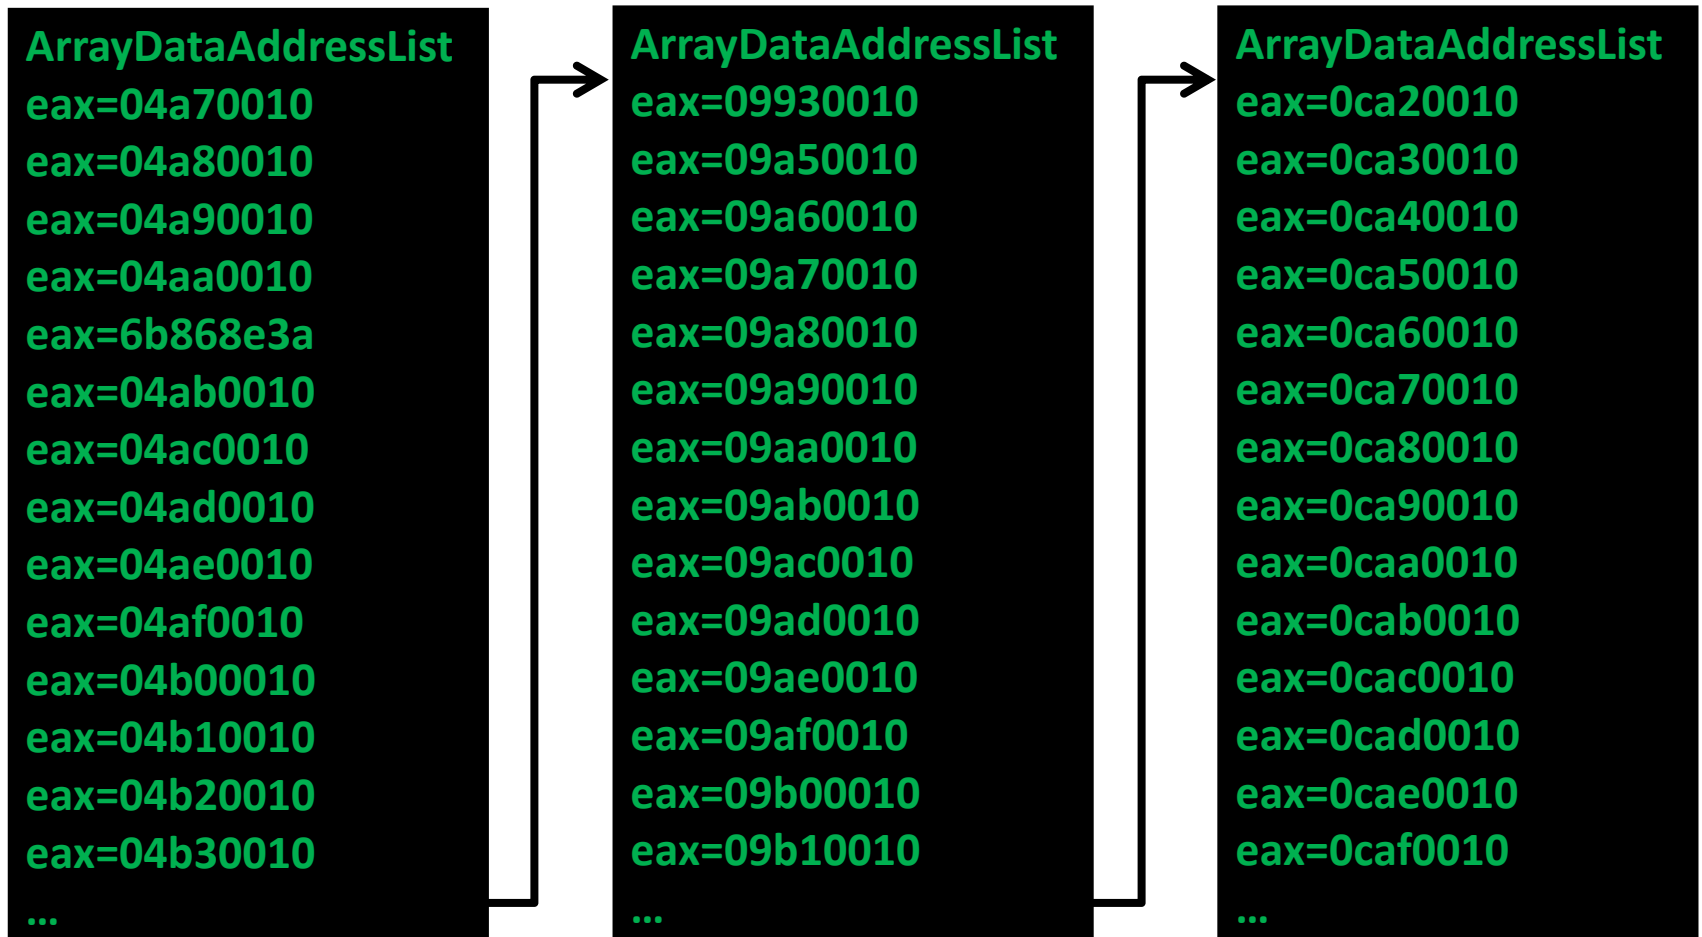 ArrayDataAddressList
eax=04a70010
eax=04a80010
eax=04a90010
eax=04aa0010
eax=6b868e3a
eax=04ab0010
eax=04ac0010
eax=04ad0010
eax=04ae0010
eax=04af0010
eax=04b00010
eax=04b10010
eax=04b20010
eax=04b30010
...
ArrayDataAddressList
eax=09930010
eax=09a50010
eax=09a60010
eax=09a70010
eax=09a80010
eax=09a90010
eax=09aa0010
eax=09ab0010
eax=09ac0010
eax=09ad0010
eax=09ae0010
eax=09af0010
eax=09b00010
eax=09b10010
...
ArrayDataAddressList
eax=0ca20010
eax=0ca30010
eax=0ca40010
eax=0ca50010
eax=0ca60010
eax=0ca70010
eax=0ca80010
eax=0ca90010
eax=0caa0010
eax=0cab0010
eax=0cac0010
eax=0cad0010
eax=0cae0010
eax=0caf0010
...